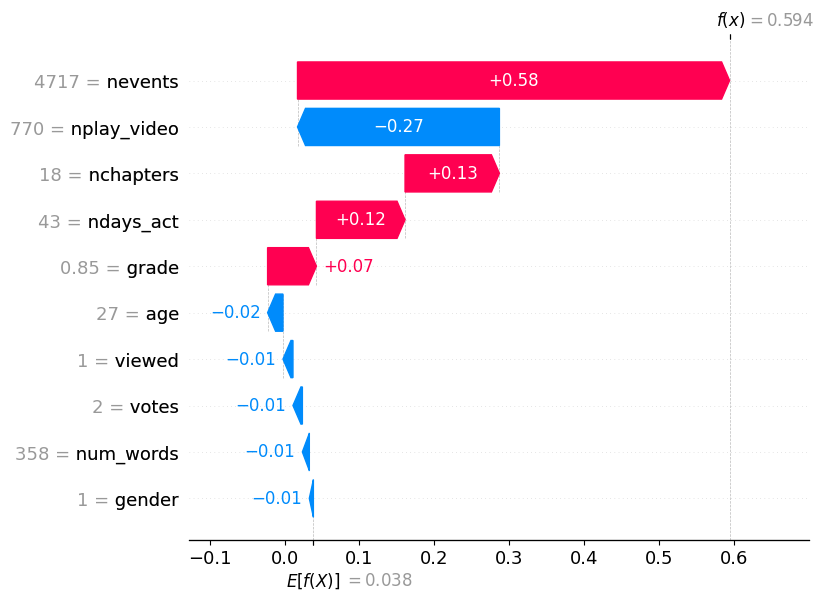 f(x) = 0.594
4717 = nevents +0.58
770 = nplay_video −0.27
18 = nchapters +0.13
43 = ndays_act +0.12
0.85 = grade +0.07
27 = age −0.02
1 = viewed −0.01
2 = votes −0.01
358 = num_words −0.01
1 = gender −0.01
−0.1 0.0 0.1 0.2 0.3 0.4 0.5 0.6
E[f(X)] = 0.038